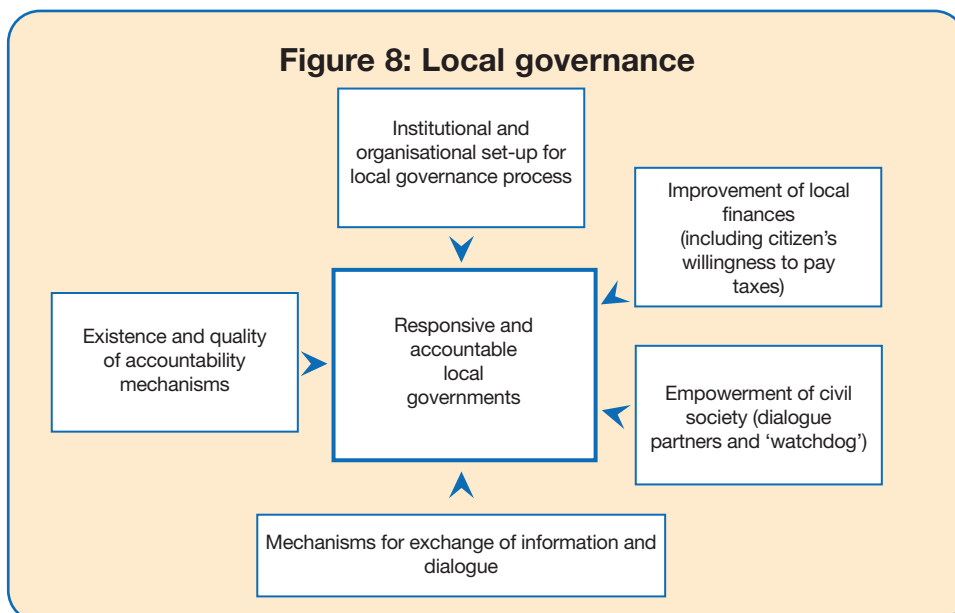 Figure 8: Local governance
Institutional and
organisational set-up for
local governance process
Improvement of local
finances
(including citizen's
willingness to pay
taxes)
Existence and quality
of accountability
mechanisms
Responsive and
accountable
local
governments
Empowerment of civil
society (dialogue
partners and ‘watchdog’)
Mechanisms for exchange of information and
dialogue